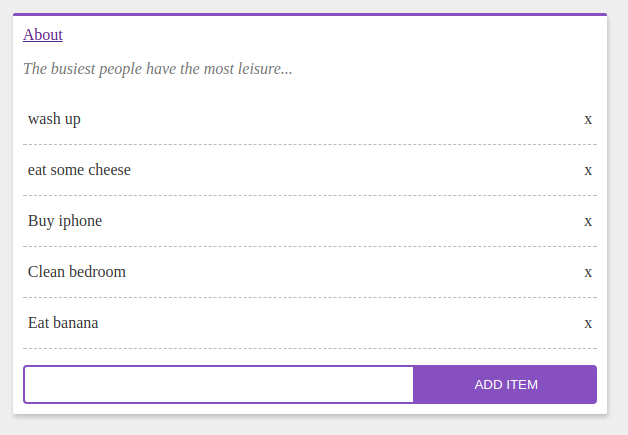 About
The busiest people have the most leisure...
wash up x
eat some cheese x
Buy iphone x
Clean bedroom x
Eat banana x
ADD ITEM